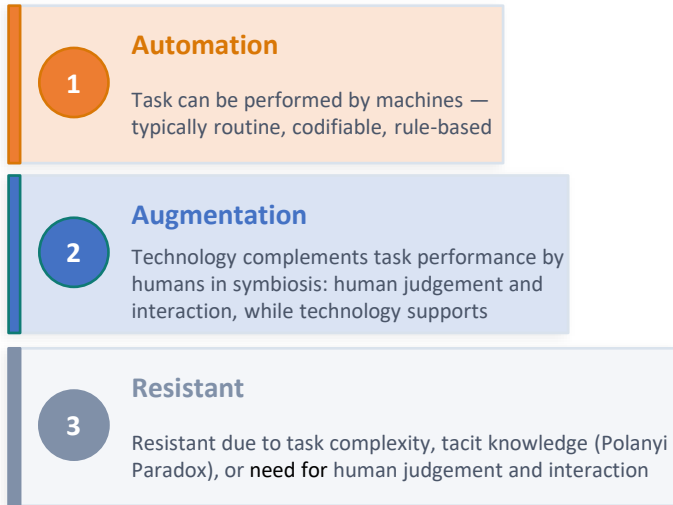 Automation
1
Task can be performed by machines —
typically routine, codifiable, rule-based
Augmentation
2
Technology complements task performance by
humans in symbiosis: human judgement and
interaction, while technology supports
Resistant
3
Resistant due to task complexity, tacit knowledge (Polanyi
Paradox), or need for human judgement and interaction